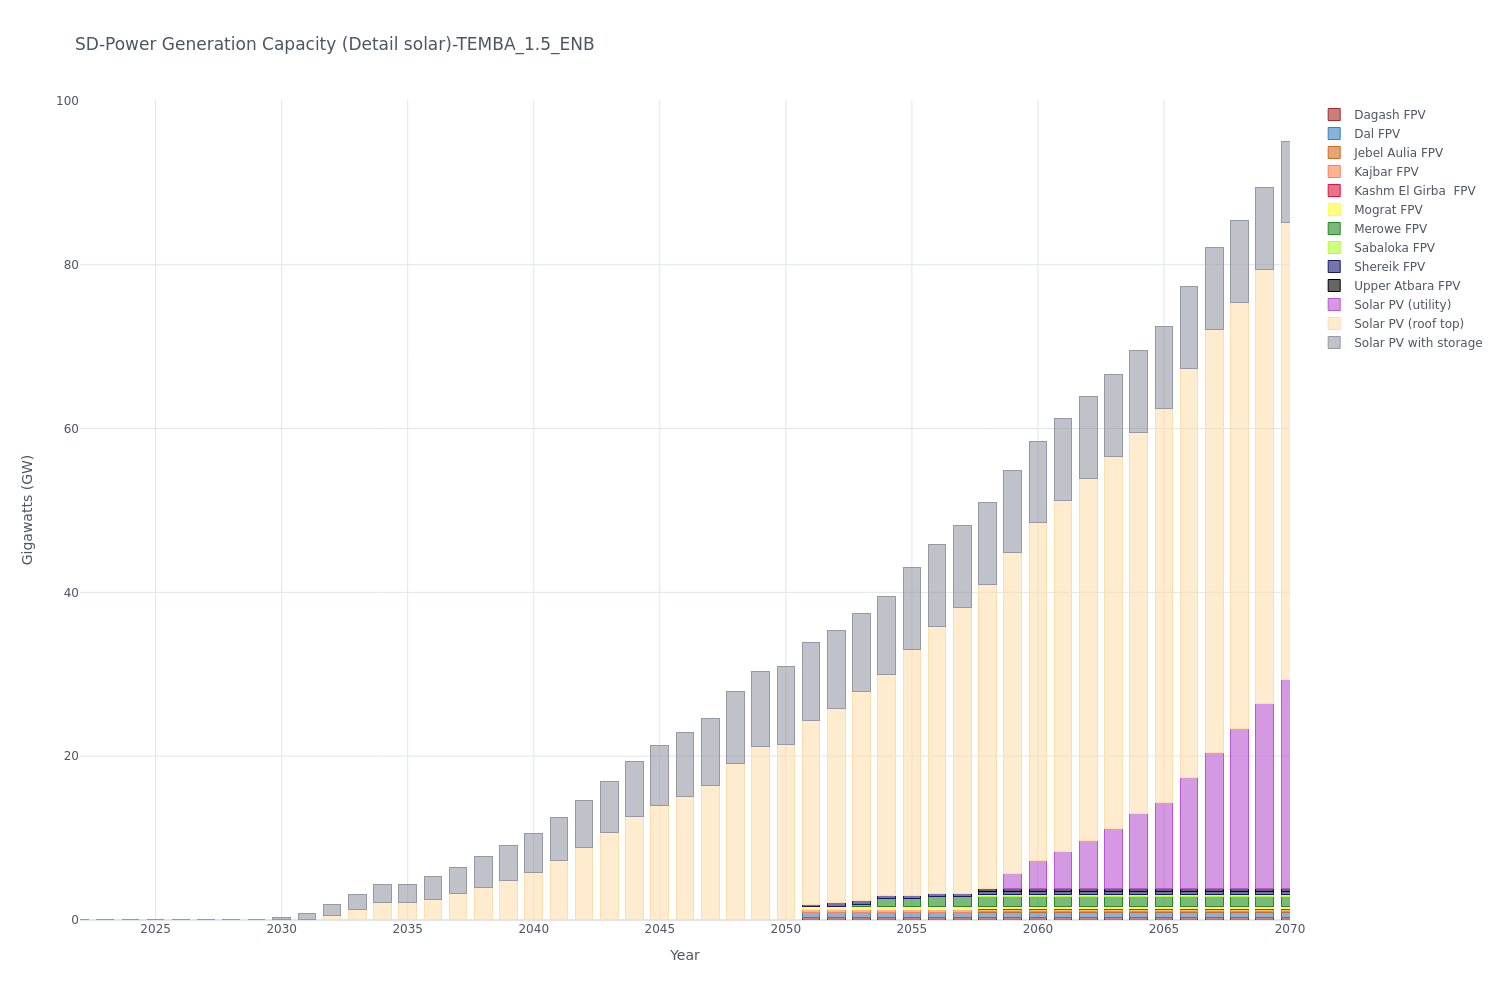 SD-Power Generation Capacity (Detail solar)-TEMBA_1.5_ENB
100
80
60
40
20
0
Gigawatts (GW)
2025 2030 2035 2040 2045 2050 2055 2060 2065 2070
Year
Dagash FPV
Dal FPV
Jebel Aulia FPV
Kajbar FPV
Kashm El Girba  FPV
Mograt FPV
Merowe FPV
Sabaloka FPV
Shereik FPV
Upper Atbara FPV
Solar PV (utility)
Solar PV (roof top)
Solar PV with storage